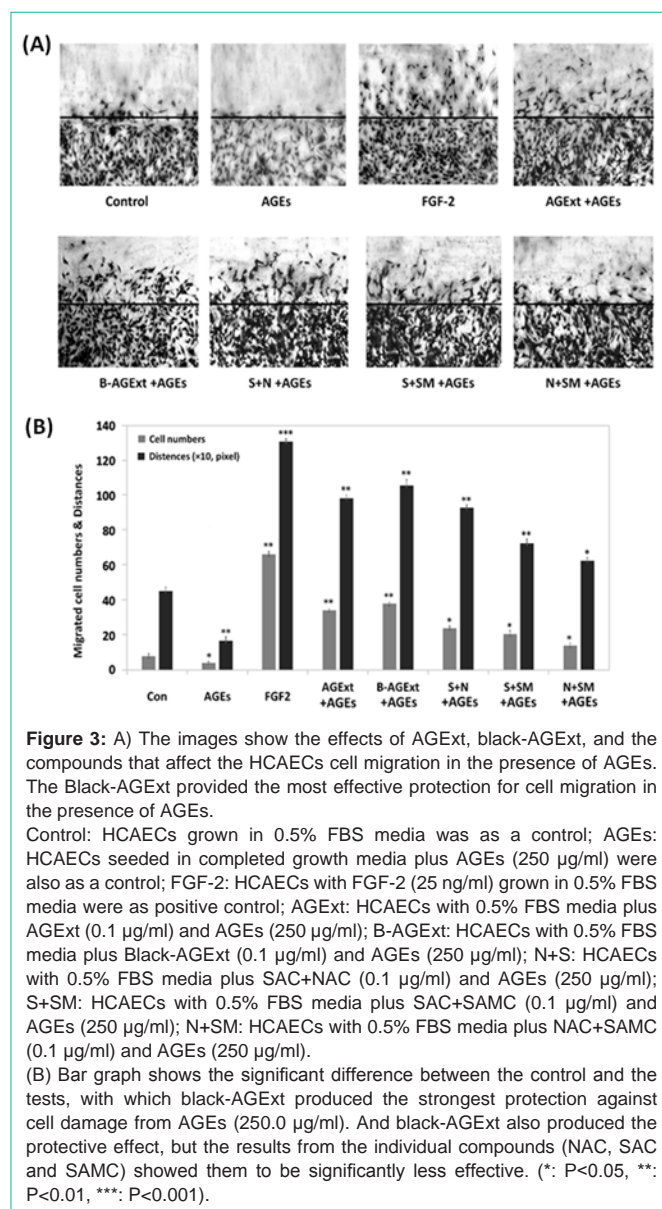 (A)
Control
AGEs
FGF-2
AGExt +AGEs
B-AGExt +AGEs
S+N +AGEs
S+SM +AGEs
N+SM +AGEs
(B)
Migrated cell numbers & Distances
140
120
100
80
60
40
20
0
Cell numbers
Distences (×10, pixel)
*
**
**
***
**
**
**
**
*
**
*
**
*
*
Con
AGEs
FGF2
AGExt
+AGEs
B-AGExt
+AGEs
S+N
+AGEs
S+SM
+AGEs
N+SM
+AGEs
Figure 3: A) The images show the effects of AGExt, black-AGExt, and the
compounds that affect the HCAECs cell migration in the presence of AGEs.
The Black-AGExt provided the most effective protection for cell migration in
the presence of AGEs.
Control: HCAECs grown in 0.5% FBS media was as a control; AGEs:
HCAECs seeded in completed growth media plus AGEs (250 µg/ml) were
also as a control; FGF-2: HCAECs with FGF-2 (25 ng/ml) grown in 0.5% FBS
media were as positive control; AGExt: HCAECs with 0.5% FBS media plus
AGExt (0.1 µg/ml) and AGEs (250 µg/ml); B-AGExt: HCAECs with 0.5% FBS
media plus Black-AGExt (0.1 µg/ml) and AGEs (250 µg/ml); N+S: HCAECs
with 0.5% FBS media plus SAC+NAC (0.1 µg/ml) and AGEs (250 µg/ml);
S+SM: HCAECs with 0.5% FBS media plus SAC+SAMC (0.1 µg/ml) and
AGEs (250 µg/ml); N+SM: HCAECs with 0.5% FBS media plus NAC+SAMC
(0.1 µg/ml) and AGEs (250 µg/ml).
(B) Bar graph shows the significant difference between the control and the
tests, with which black-AGExt produced the strongest protection against
cell damage from AGEs (250.0 µg/ml). And black-AGExt also produced the
protective effect, but the results from the individual compounds (NAC, SAC
and SAMC) showed them to be significantly less effective. (*: P<0.05, **:
P<0.01, ***: P<0.001).